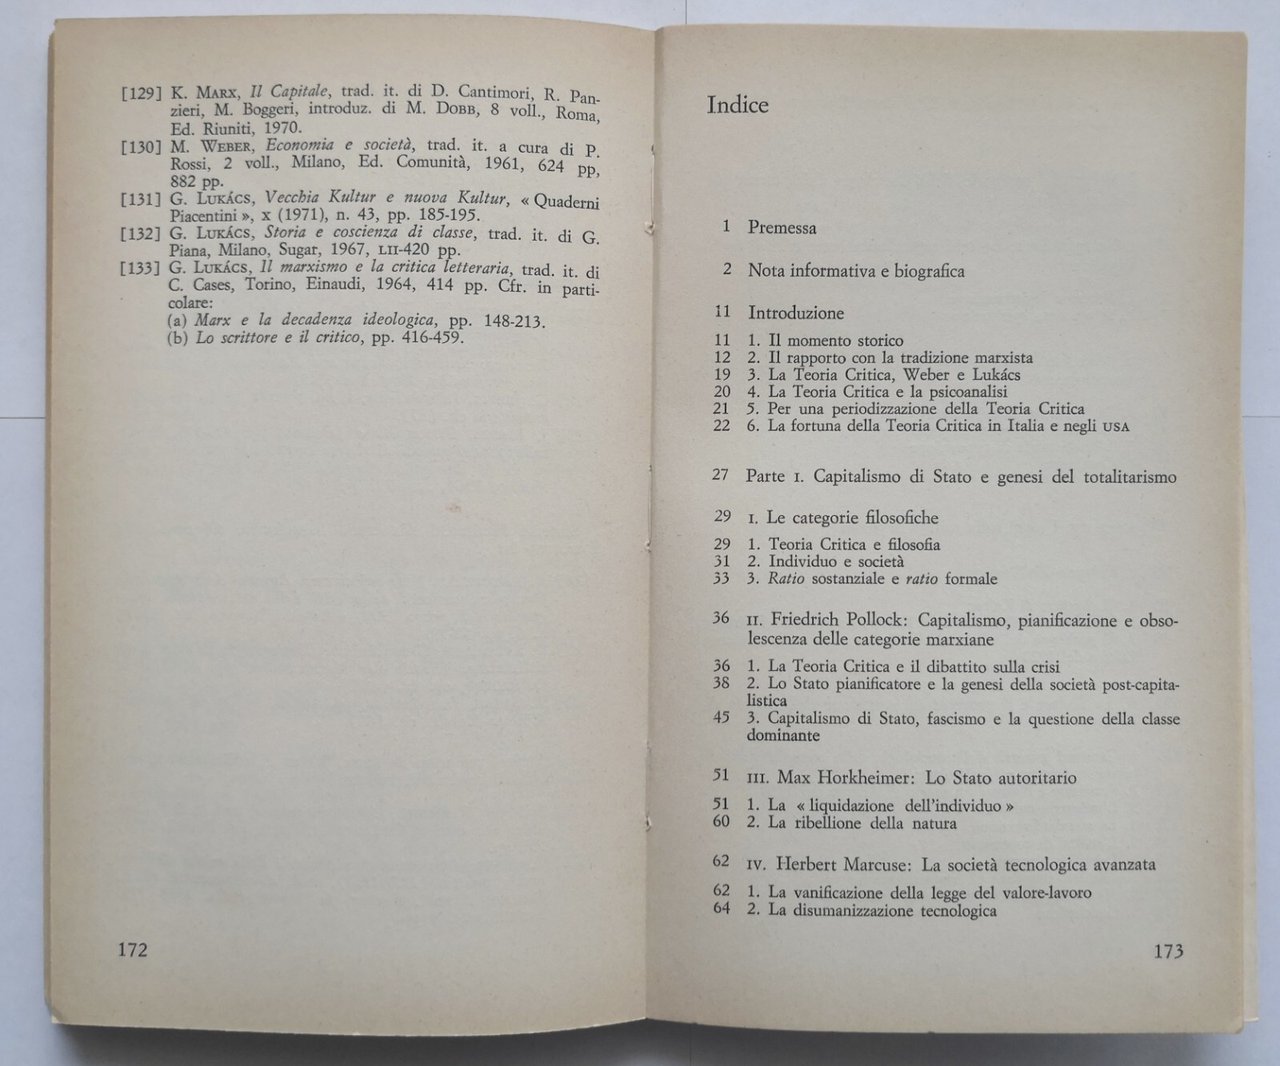 [129] K. MARX, Il Capitale, trad. it. di D. Cantimori, R. Pan-
zieri, M. Boggeri, introduz. di M. DOBB, 8 voll., Roma,
Ed. Riuniti, 1970.
[130] M. WEBER, Economia e società, trad. it. a cura di P.
Rossi, 2 voll., Milano, Ed. Comunità, 1961, 624 pp,
882 pp.
[131] G. LUKÁCS, Vecchia Kultur e nuova Kultur, « Quaderni
Piacentini », X (1971), n. 43, pp. 185-195.
[132] G. LUKÁCS, Storia e coscienza di classe, trad. it. di G.
Piana, Milano, Sugar, 1967, LII-420 pp.
[133] G. LUKÁCS, Il marxismo e la critica letteraria, trad. it. di
C. Cases, Torino, Einaudi, 1964, 414 pp. Cfr. in parti-
colare:
(a) Marx e la decadenza ideologica, pp. 148-213.
(b) Lo scrittore e il critico, pp. 416-459.
172
Indice
1 Premessa
2 Nota informativa e biografica
11 Introduzione
11 1. Il momento storico
12 2. Il rapporto con la tradizione marxista
19 3. La Teoria Critica, Weber e Lukács
20 4. La Teoria Critica e la psicoanalisi
21 5. Per una periodizzazione della Teoria Critica
22 6. La fortuna della Teoria Critica in Italia e negli USA
27 Parte I. Capitalismo di Stato e genesi del totalitarismo
29 I. Le categorie filosofiche
29 1. Teoria Critica e filosofia
31 2. Individuo e società
33 3. Ratio sostanziale e ratio formale
36 II. Friedrich Pollock: Capitalismo, pianificazione e obso-
lescenza delle categorie marxiane
36 1. La Teoria Critica e il dibattito sulla crisi
38 2. Lo Stato pianificatore e la genesi della società post-capita-
listica
45 3. Capitalismo di Stato, fascismo e la questione della classe
dominante
51 III. Max Horkheimer: Lo Stato autoritario
51 1. La « liquidazione dell'individuo »
60 2. La ribellione della natura
62 IV. Herbert Marcuse: La società tecnologica avanzata
62 1. La vanificazione della legge del valore-lavoro
64 2. La disumanizzazione tecnologica
173